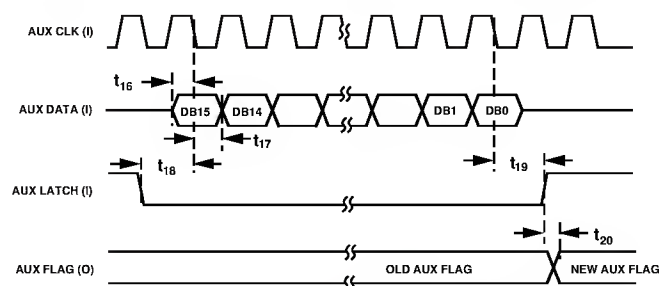 AUX CLK (I)
t16
AUX DATA (I)
DB15
DB14
DB1
DB0
t17
t18
t19
AUX LATCH (I)
t20
AUX FLAG (O)
OLD AUX FLAG
NEW AUX FLAG